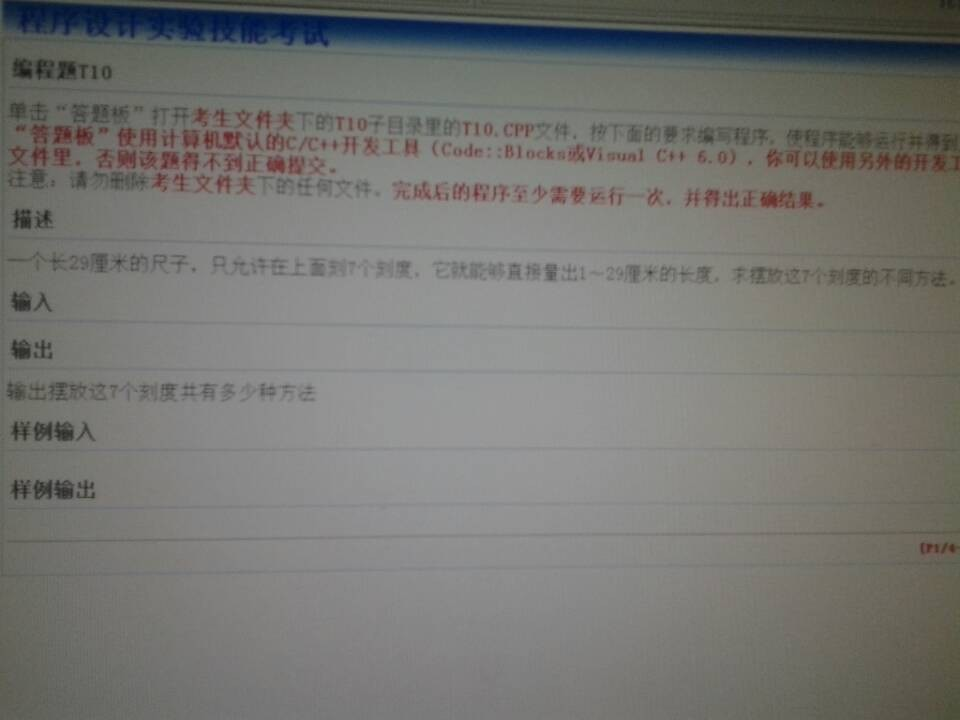 程序设计实验技能考试
编程题T10
单击“答题板”打开考生文件夹下的T10子目录里的T10.CPP文件，按下面的要求编写程序，使程序能够运行并得到
“答题板”使用计算机默认的C/C++开发工具（Code::Blocks或Visual C++ 6.0），你可以使用另外的开发工
文件里，否则该题得不到正确提交。
注意：请勿删除考生文件夹下的任何文件。完成后的程序至少需要运行一次，并得出正确结果。
描述
一个长29厘米的尺子，只允许在上面刻7个刻度，它就能够直接量出1～29厘米的长度，求摆放这7个刻度的不同方法。
输入
输出
输出摆放这7个刻度共有多少种方法
样例输入
样例输出
(P1/4-